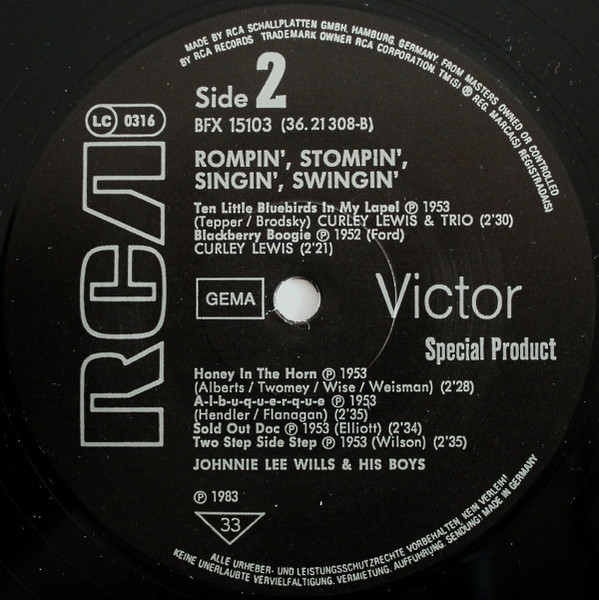 MADE BY RCA SCHALLPLATTEN GMBH, HAMBURG, GERMANY, FROM MASTERS OWNED OR CONTROLLED
BY RCA RECORDS TRADEMARK OWNER RCA CORPORATION. TM(S) ® REG. MARCA(S) REGISTRADA(S)
Side 2
BFX 15103 (36.21308-B)
LC 0316
RCA
ROMPIN', STOMPIN',
SINGIN', SWINGIN'
Ten Little Bluebirds In My Lapel ℗ 1953
(Tepper / Brodsky) CURLEY LEWIS & TRIO (2'30)
Blackberry Boogie ℗ 1952 (Ford)
CURLEY LEWIS (2'21)
GEMA
Victor
Special Product
Honey In The Horn ℗ 1953
(Alberts / Twomey / Wise / Weisman) (2'28)
A-l-b-u-q-u-e-r-q-u-e ℗ 1953
(Hendler / Flanagan) (2'35)
Sold Out Doc ℗ 1953 (Elliott) (2'34)
Two Step Side Step ℗ 1953 (Wilson) (2'35)
JOHNNIE LEE WILLS & HIS BOYS
℗ 1983
33
ALLE URHEBER- UND LEISTUNGSSCHUTZRECHTE VORBEHALTEN, KEIN VERLEIH!
KEINE UNERLAUBTE VERVIELFALTIGUNG, VERMIETUNG, AUFFUHRUNG, SENDUNG! MADE IN GERMANY